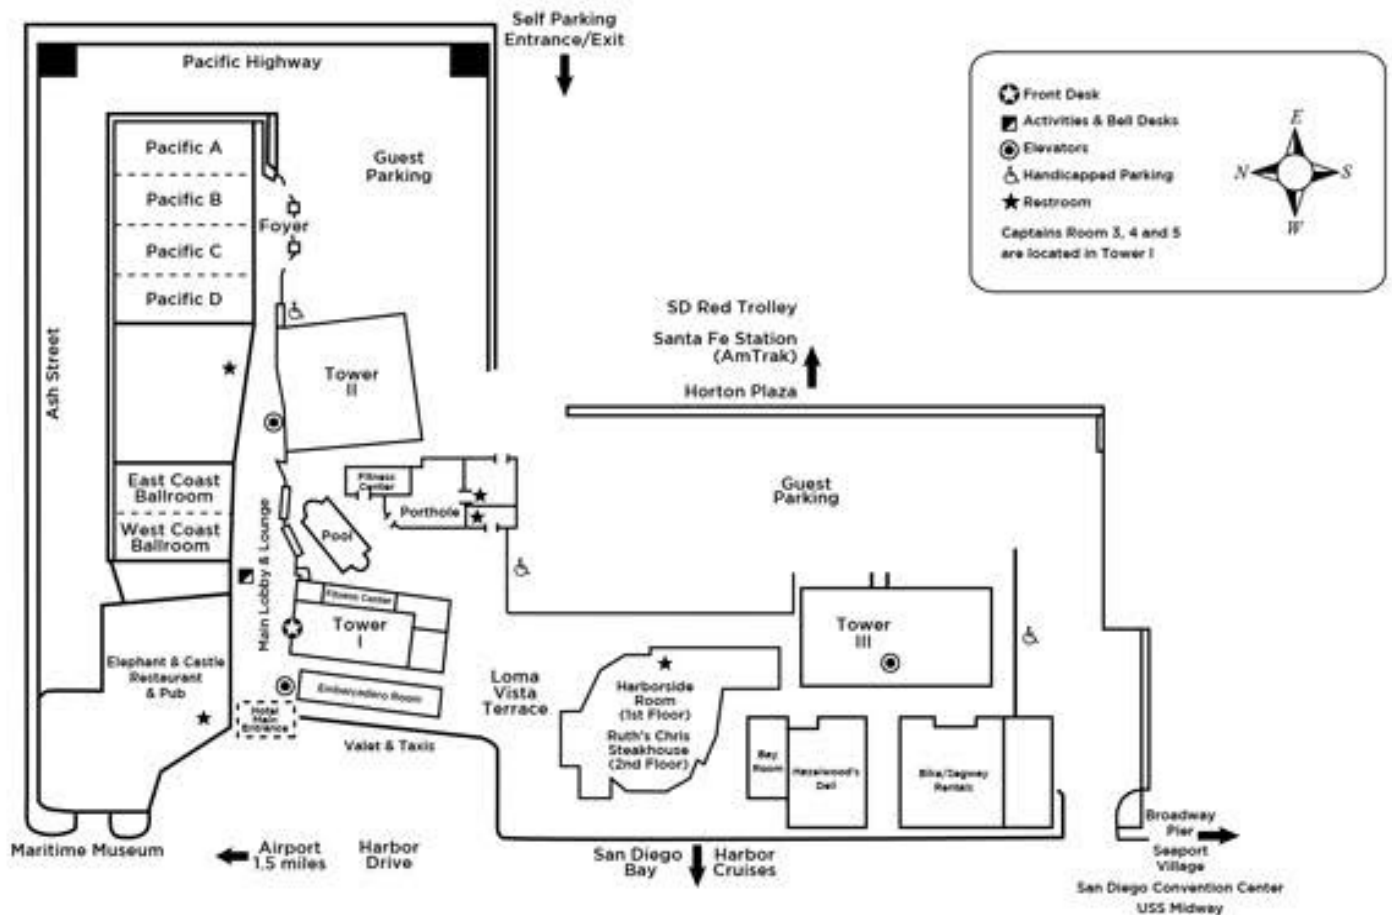 Self Parking
Entrance/Exit
Pacific Highway
Front Desk
Activities & Bell Desks
Elevators
Handicapped Parking
Restroom
Captains Room 3, 4 and 5
are located in Tower I
E
N
S
W
Pacific A
Pacific B
Pacific C
Pacific D
Foyer
Guest
Parking
Ash Street
Tower
II
SD Red Trolley
Santa Fe Station
(AmTrak)
Horton Plaza
East Coast
Ballroom
West Coast
Ballroom
Main Lobby & Lounge
Fitness
Center
Porthole
Pool
Guest
Parking
Fitness Center
Tower
I
Tower
III
Elephant & Castle
Restaurant
& Pub
Embarcadero Room
Hotel
Main
Entrance
Valet & Taxis
Loma
Vista
Terrace
Harborside
Room
(1st Floor)
Ruth's Chris
Steakhouse
(2nd Floor)
Bay
Room
Hazelwood's
Deli
Bike/Segway
Rentals
Maritime Museum
Airport
1.5 miles
Harbor
Drive
San Diego
Bay
Harbor
Cruises
Broadway
Pier
Seaport
Village
San Diego Convention Center
USS Midway